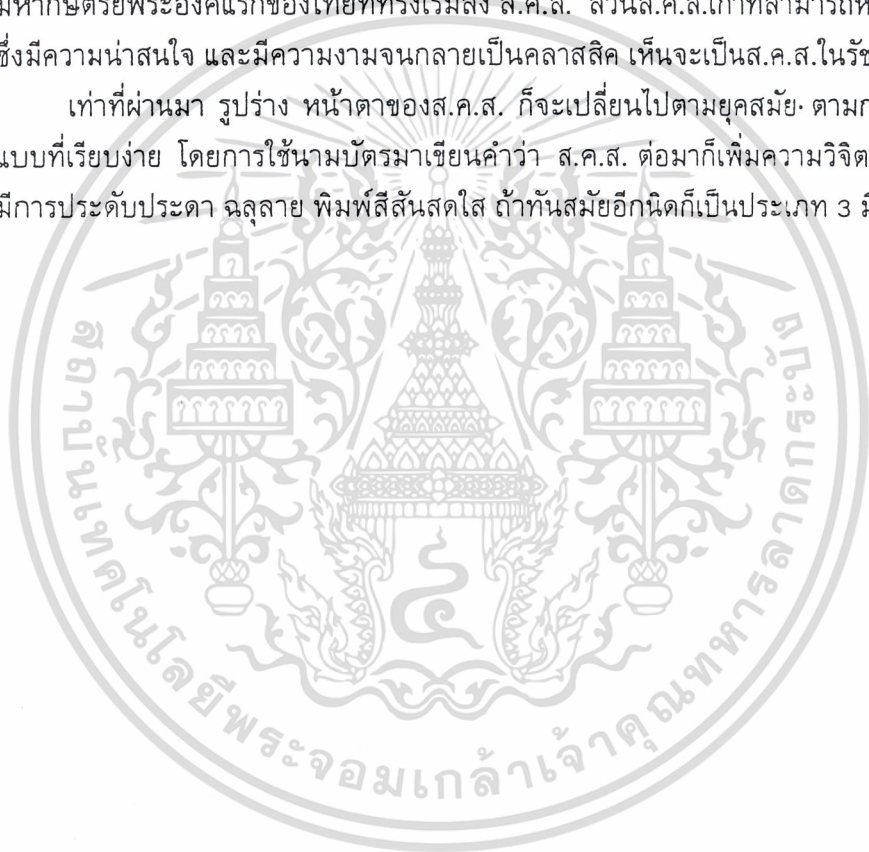 มหากษัตริย์พระองค์แรกของไทยที่ทรงเริ่มส่ง ส.ค.ส. ส่วนส.ค.ส.เก่าที่สามารถห
ซึ่งมีความน่าสนใจ และมีความงามจนกลายเป็นคลาสสิค เห็นจะเป็นส.ค.ส.ในรัช
เท่าที่ผ่านมา รูปร่าง หน้าตาของส.ค.ส. ก็จะเปลี่ยนไปตามยุคสมัย ตามก
แบบที่เรียบง่าย โดยการใช้นามบัตรมาเขียนคำว่า ส.ค.ส. ต่อมาก็เพิ่มความวิจิต
มีการประดับประดา ฉลุลาย พิมพ์สีสันสดใส ถ้าทันสมัยอีกนิดก็เป็นประเภท 3 มิ
สถาบันเทคโนโลยีพระจอมเกล้าเจ้าคุณทหารลาดกระบัง